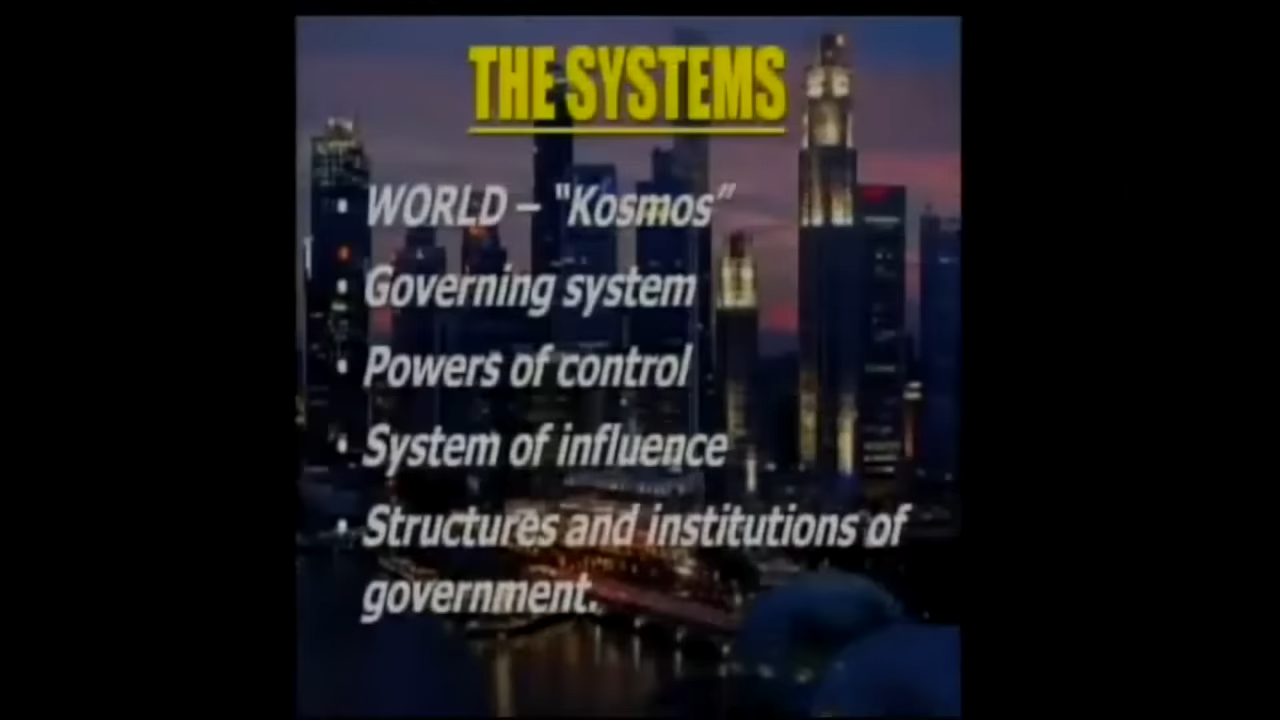 THE SYSTEMS
• WORLD – "Kosmos"
• Governing system
• Powers of control
• System of influence
• Structures and institutions of
government.